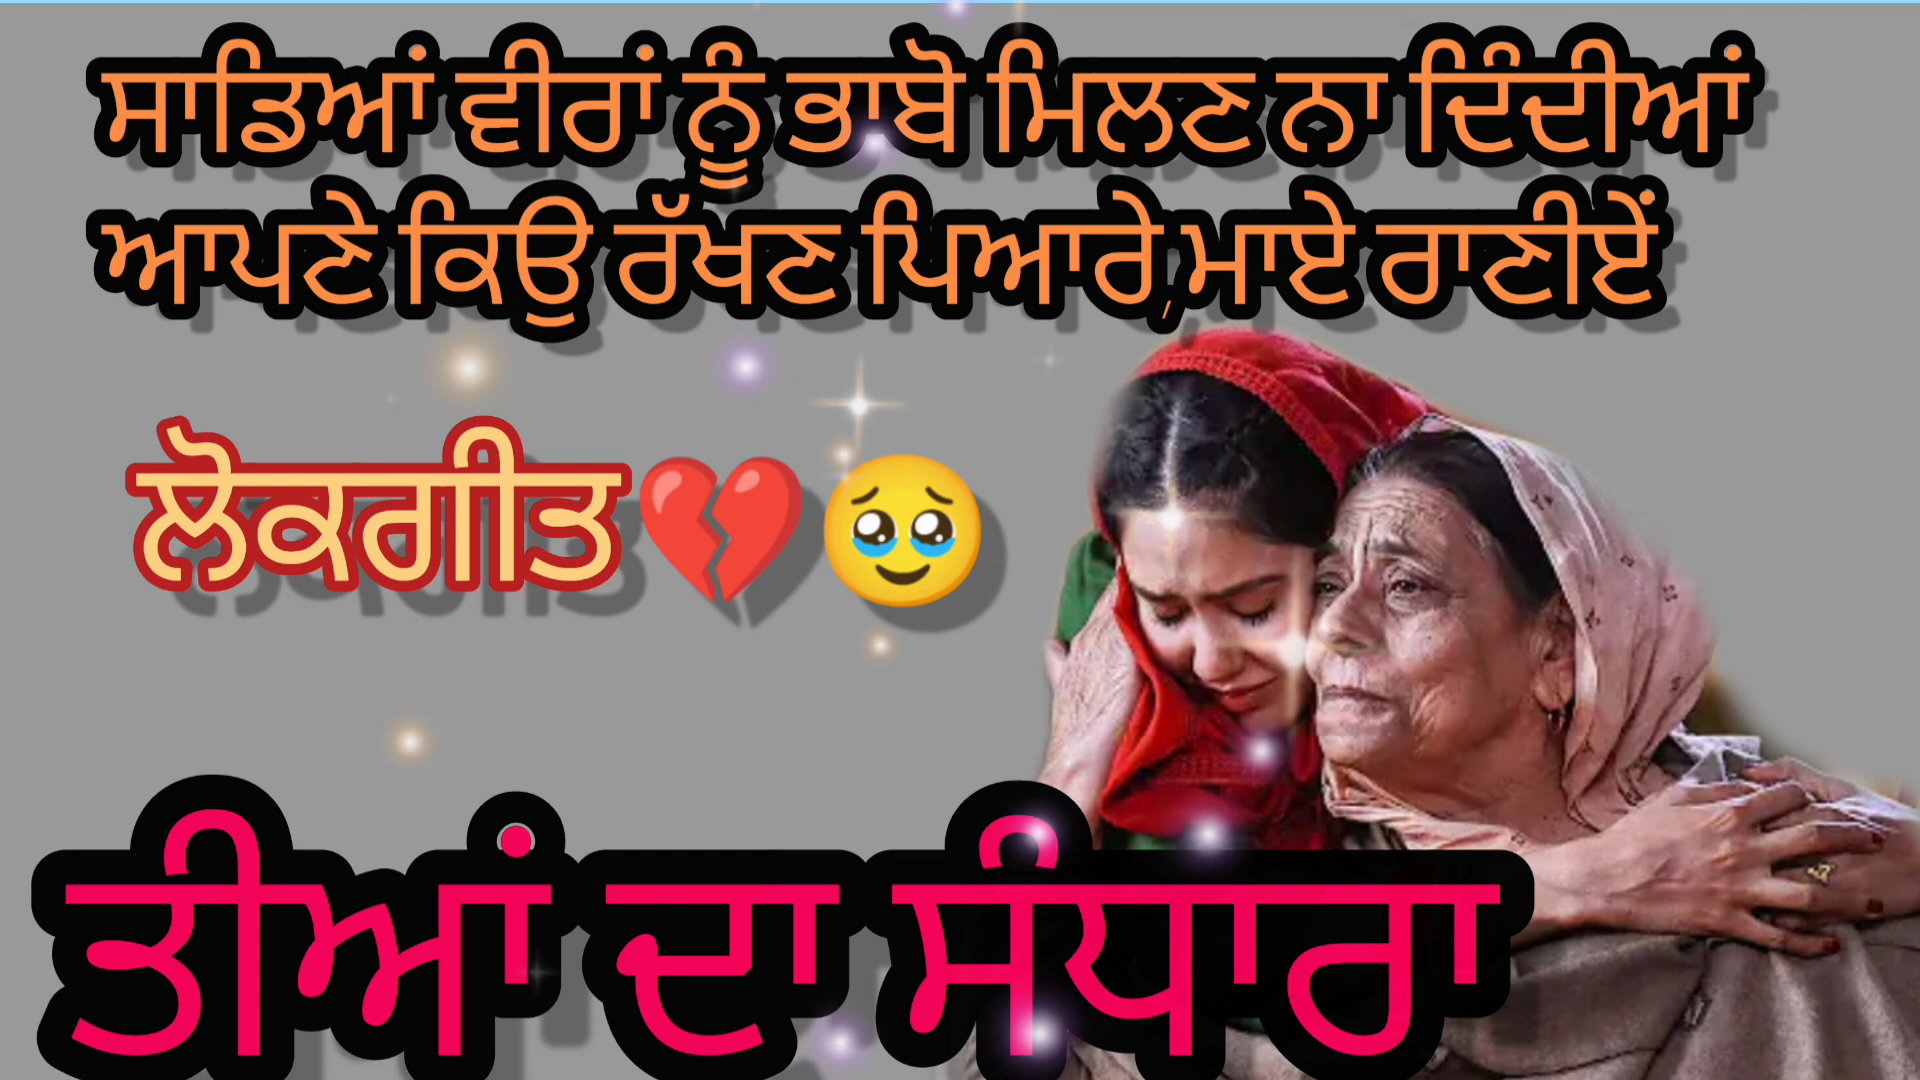 ਸਾਡਿਆਂ ਵੀਰਾਂ ਨੂੰ ਭਾਬੋ ਮਿਲਣ ਨਾ ਦਿੰਦੀਆਂ
ਆਪਣੇ ਕਿਉ ਰੱਖਣ ਪਿਆਰੇ,ਮਾਏ ਰਾਣੀਏਂ
ਲੋਕਗੀਤ💔🥹
ਤੀਆਂ ਦਾ ਸੰਧਾਰਾ